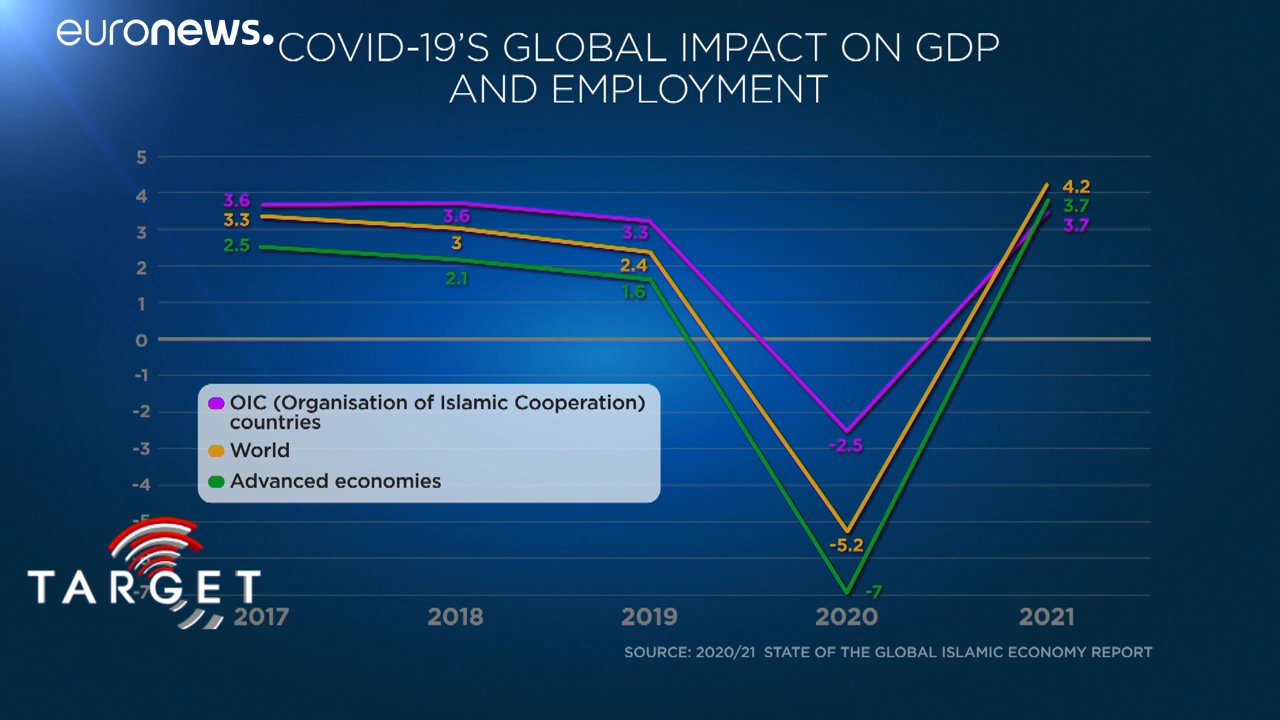 euronews.
COVID-19'S GLOBAL IMPACT ON GDP
AND EMPLOYMENT
5
4
3
2
1
0
-1
-2
-3
-4
-5
-7
3.6
3.3
2.5
3.6
3
2.1
3.3
2.4
1.6
-2.5
-5.2
-7
4.2
3.7
3.7
OIC (Organisation of Islamic Cooperation)
countries
World
Advanced economies
TARGET
2017 2018 2019 2020 2021
SOURCE: 2020/21 STATE OF THE GLOBAL ISLAMIC ECONOMY REPORT